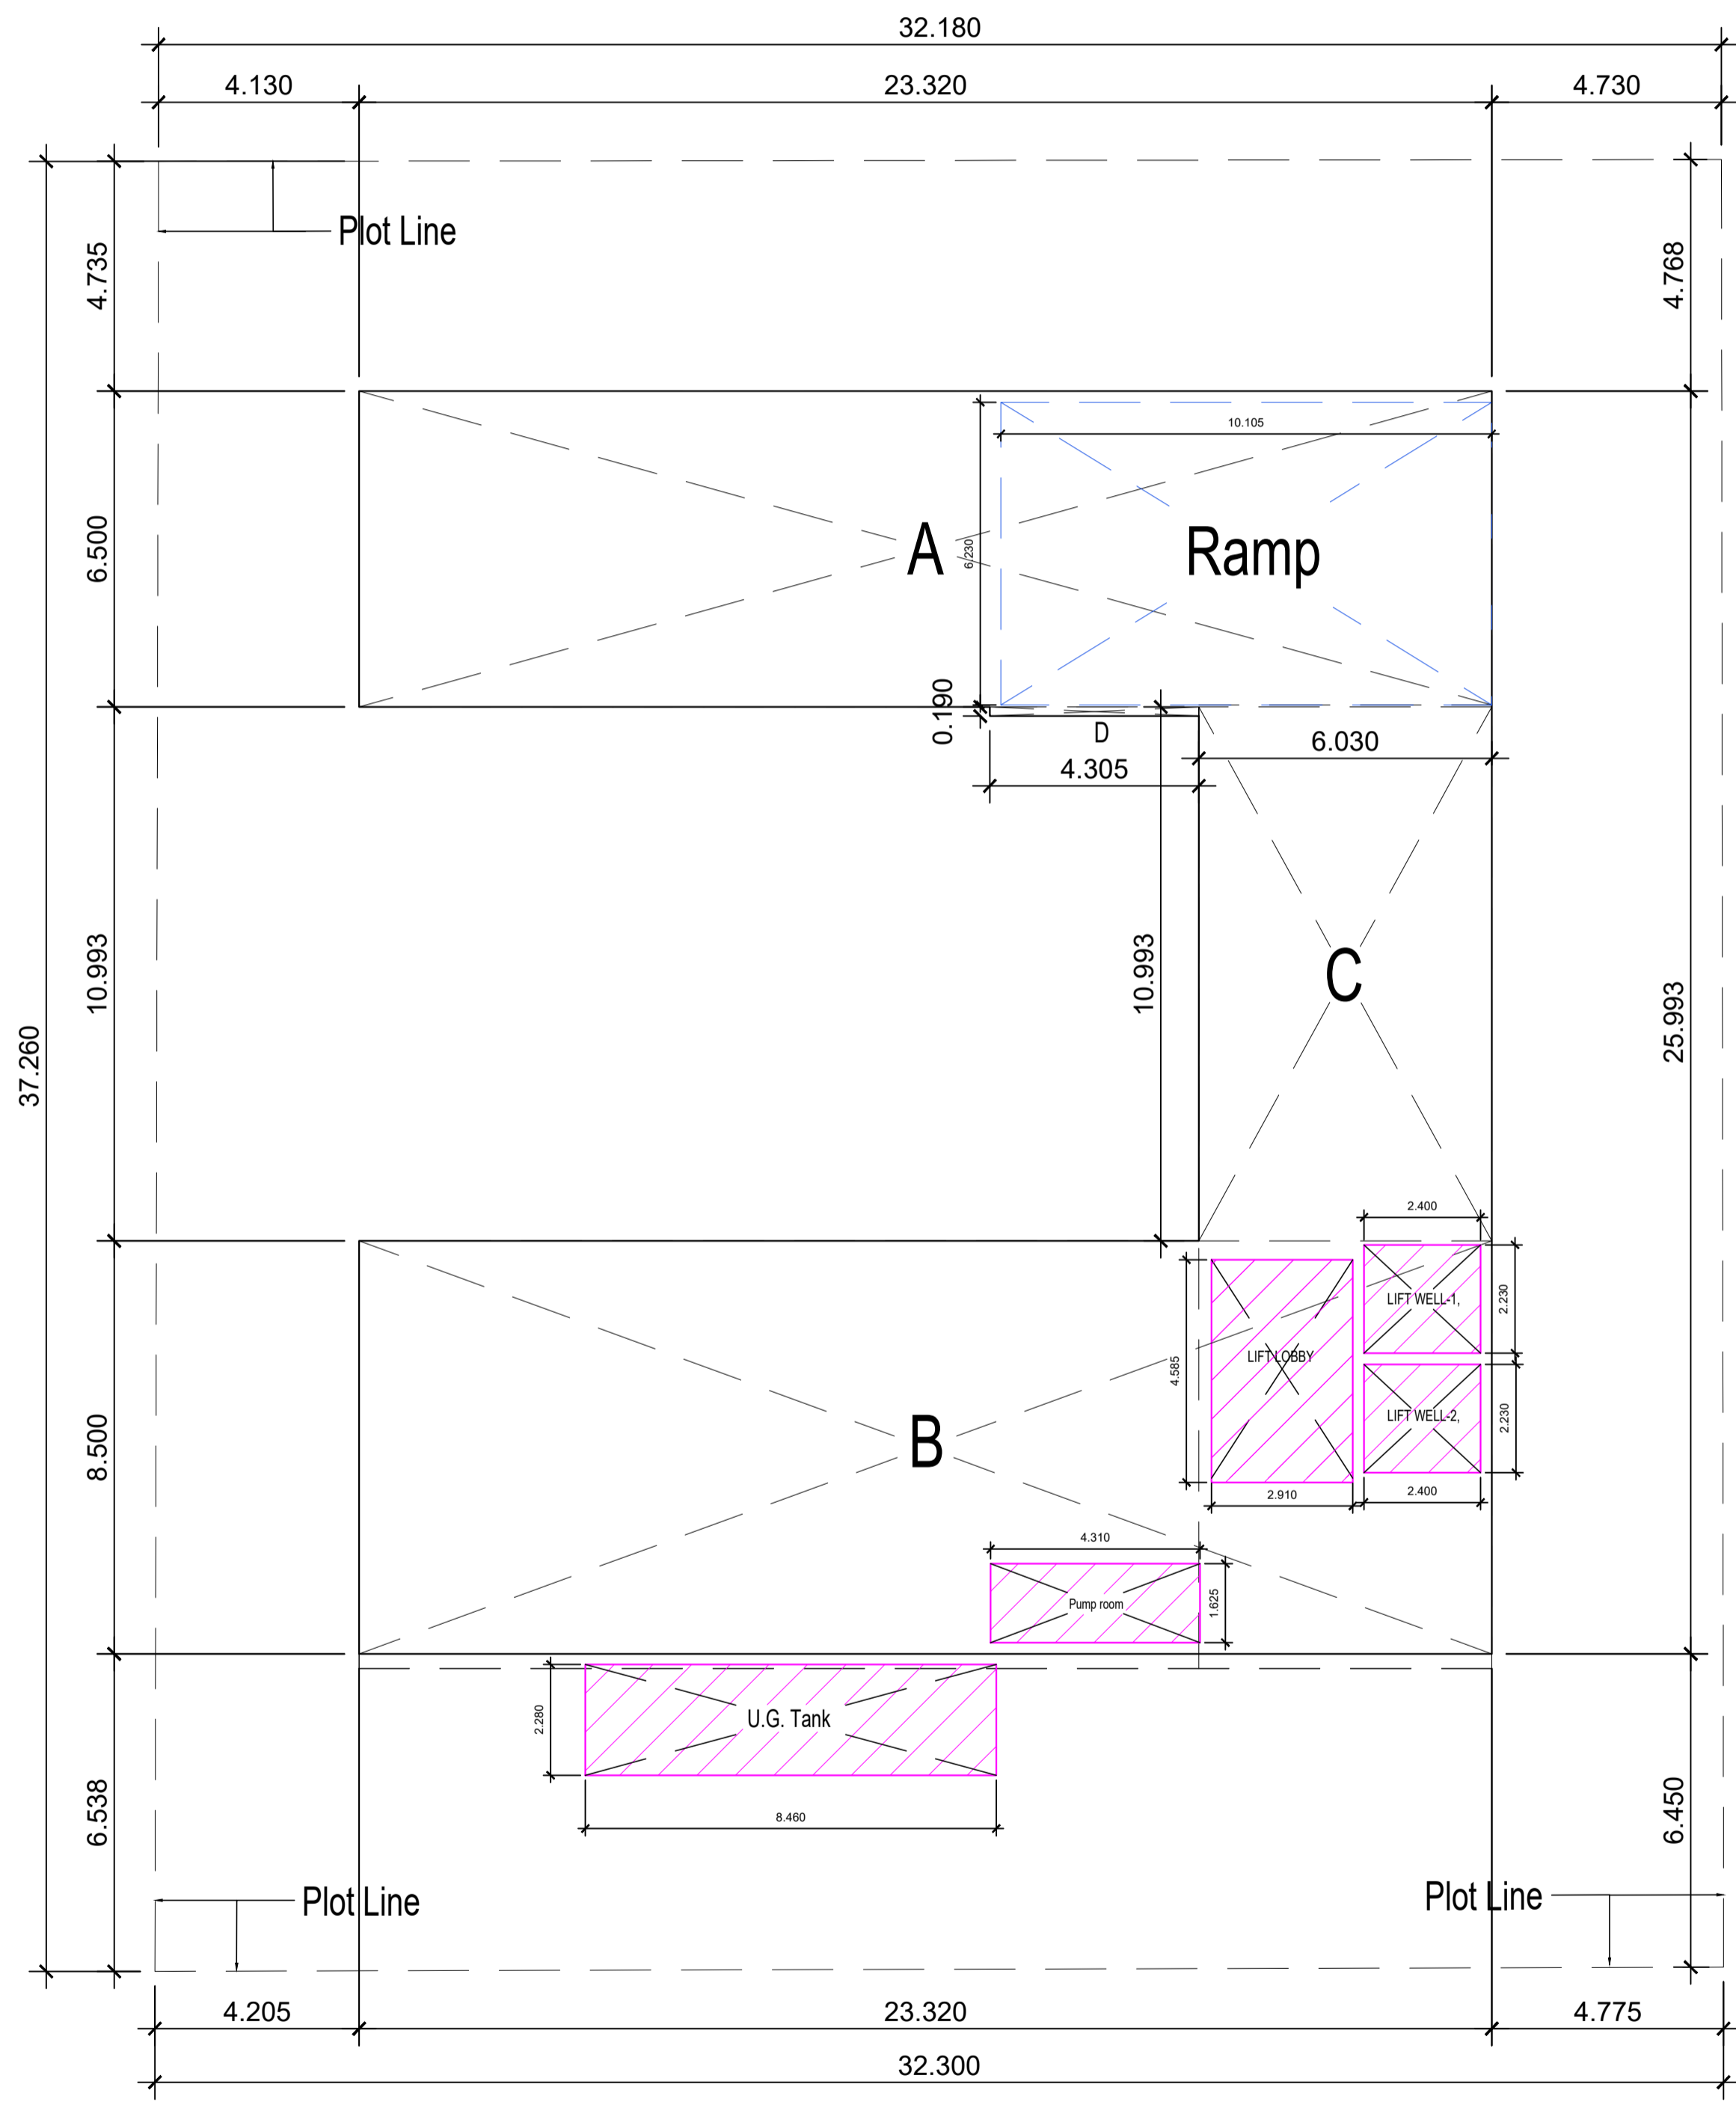 32.180
4.130
23.320
4.730
Plot Line
4.735
4.768
10.105
6.500
A
6.230
Ramp
0.190
D
4.305
6.030
10.993
10.993
C
25.993
37.260
2.400
LIFT WELL-1,
2.230
LIFT LOBBY
4.585
LIFT WELL-2,
2.230
8.500
B
2.910
2.400
4.310
Pump room
1.625
2.280
U.G. Tank
8.460
6.538
6.450
Plot Line
Plot Line
4.205
23.320
4.775
32.300